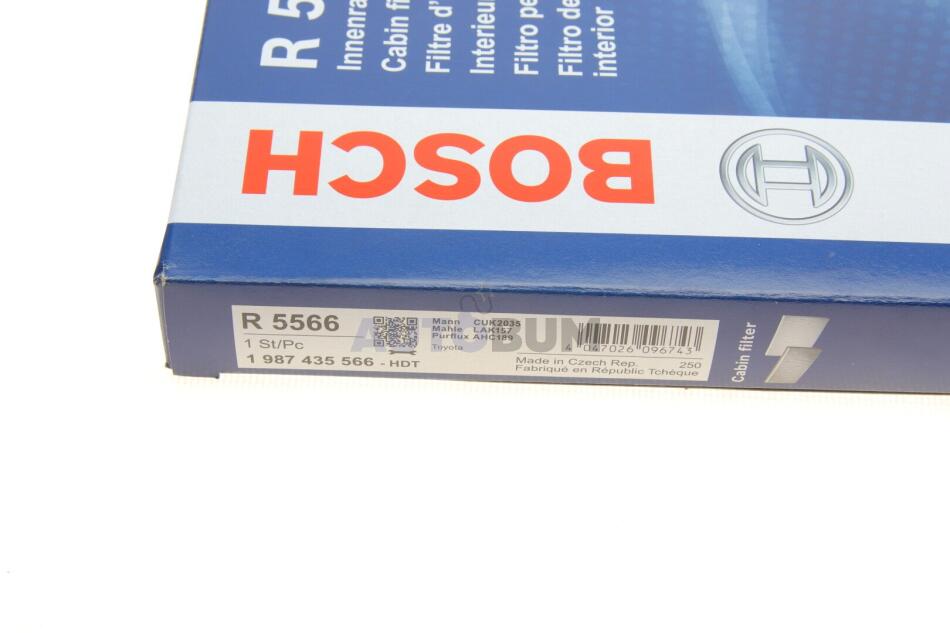 R 5
Innenra
Cabin fi
Filtre d'
Interieu
Filtro pe
Filtro de
interior
BOSCH
R 5566
1 St/Pc
1 987 435 566 - HDT
Mann CUK2035
Mahle LAK157
Purflux AHC189
Toyota
4 047026 096743
Made in Czech Rep. 250
Fabriqué en Républic Tchèque
Cabin filter
AUTOBUM